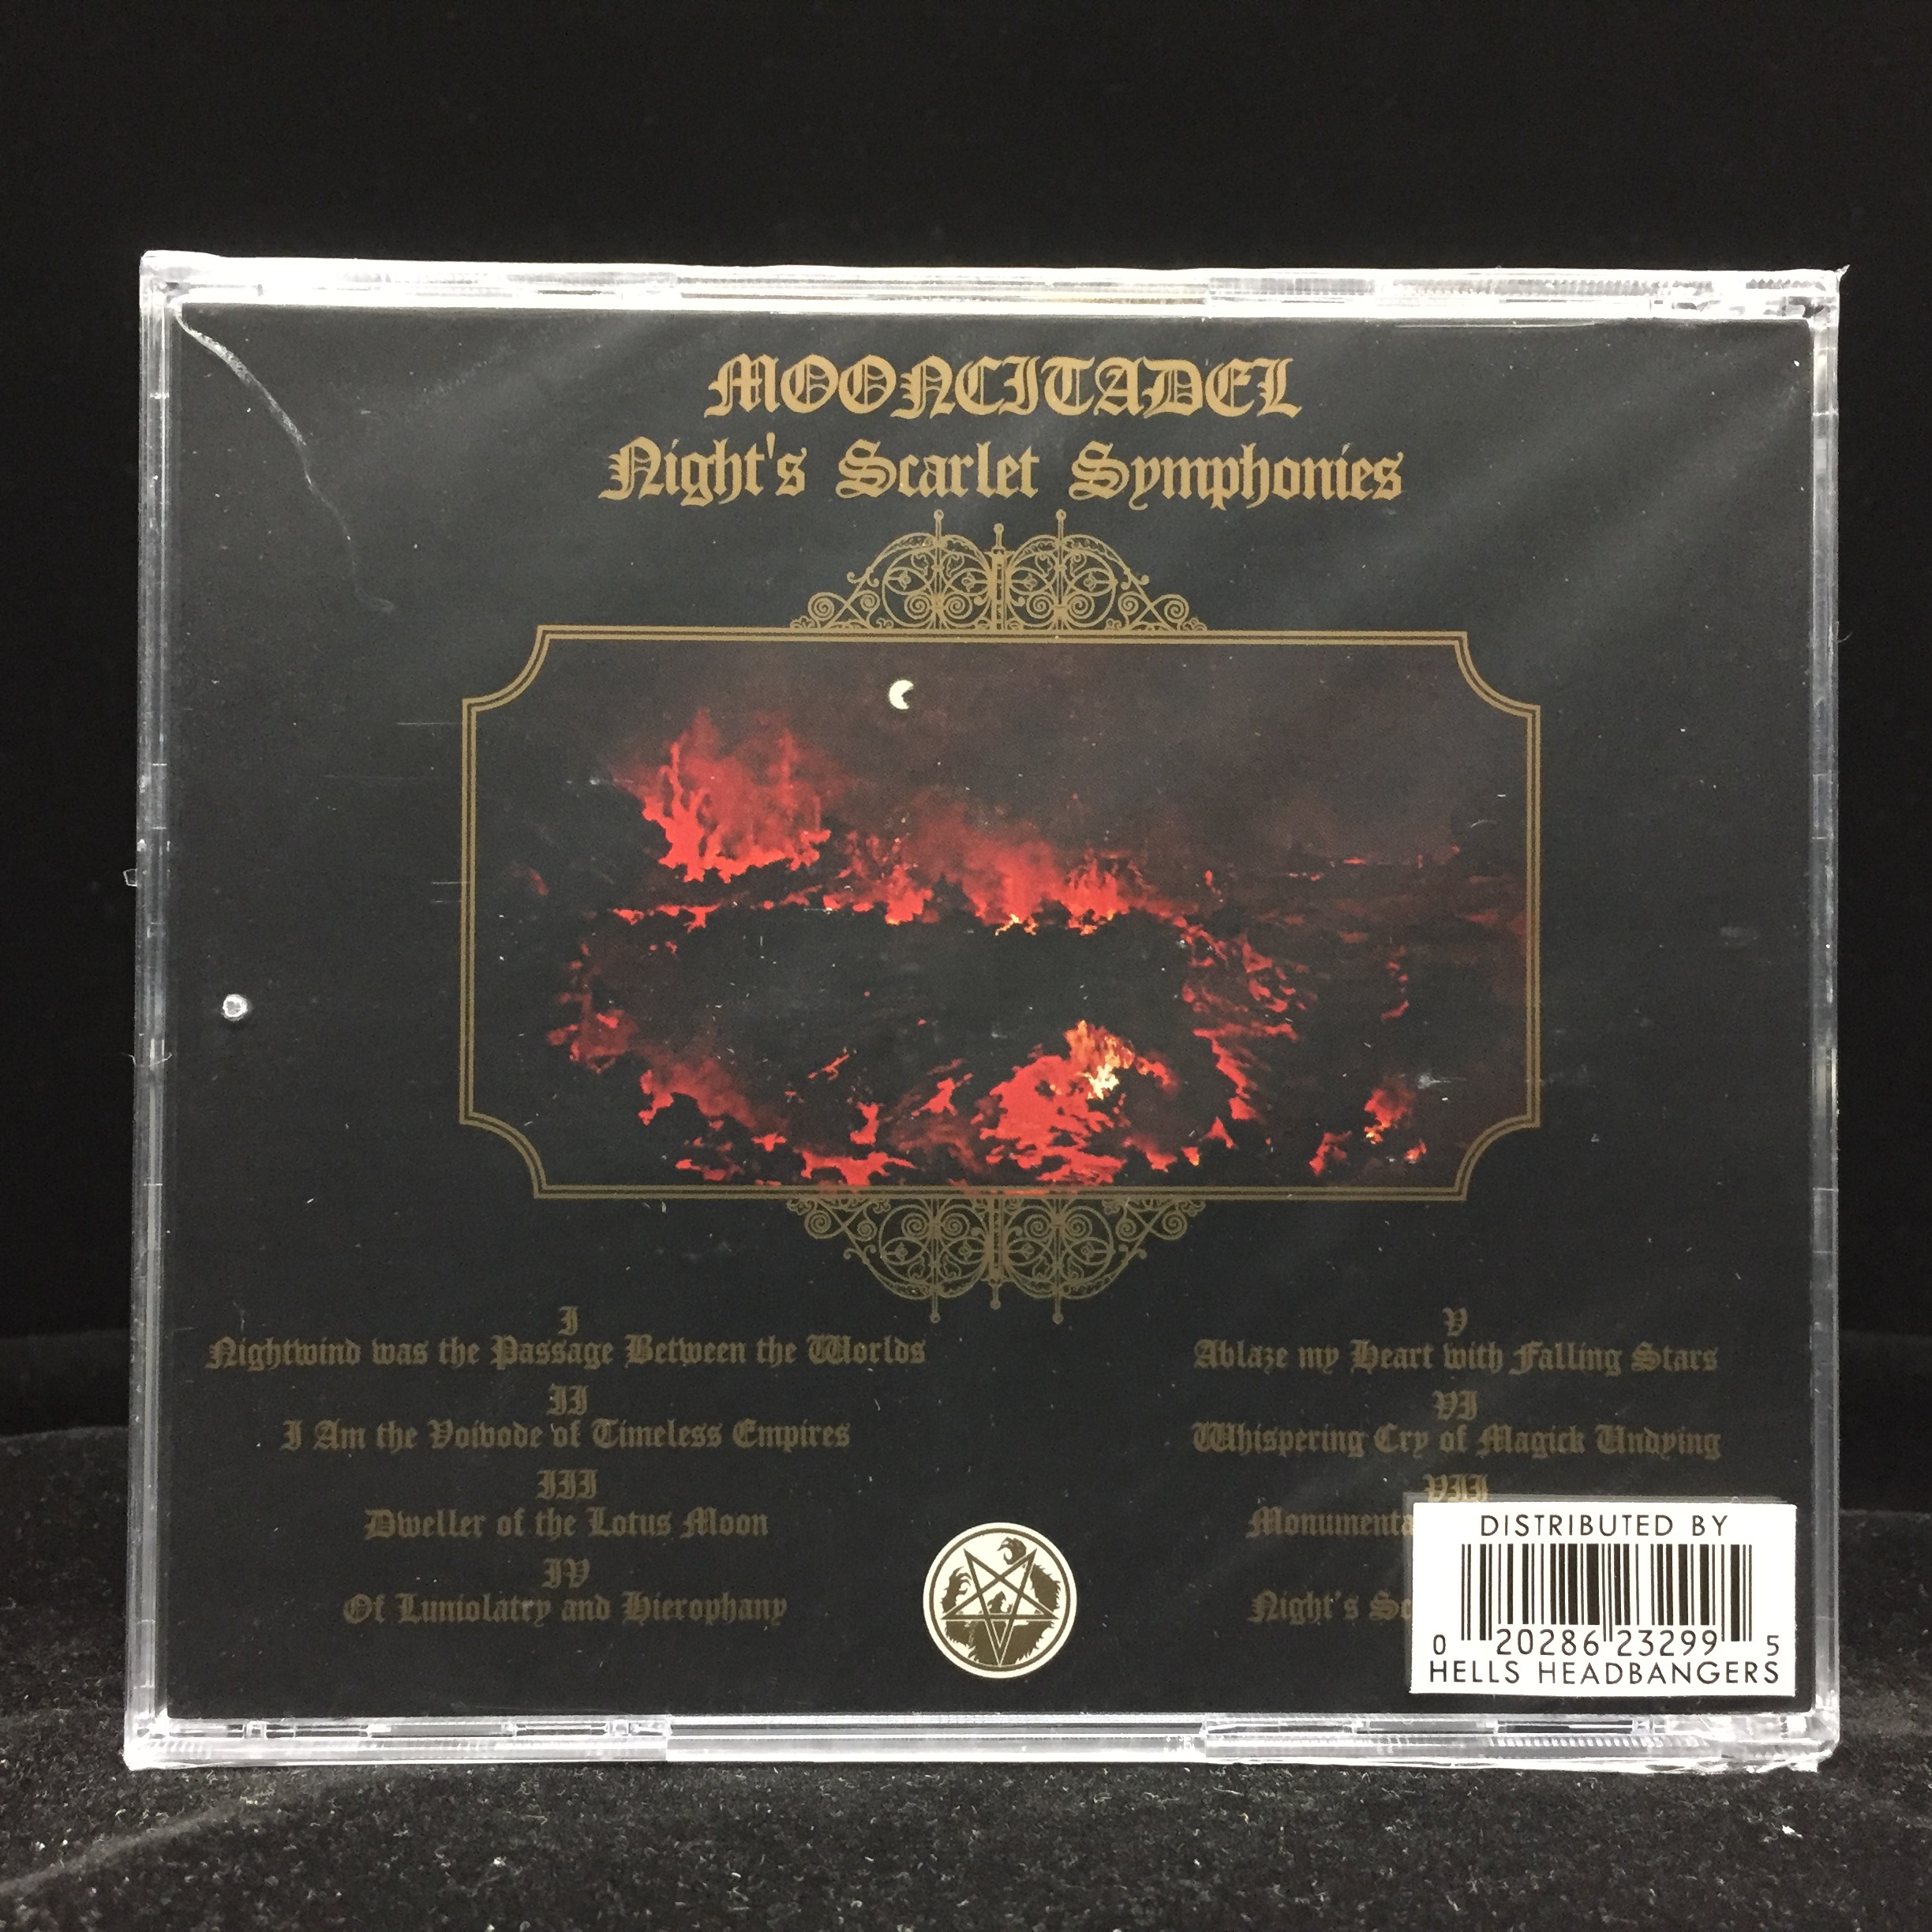 MOONCITADEL
Night's Scarlet Symphonies
I
Nightwind was the Passage Between the Worlds
II
I Am the Voivode of Timeless Empires
III
Dweller of the Lotus Moon
IV
Of Luniolatry and Hierophany
V
Ablaze my Heart with Falling Stars
VI
Whispering Cry of Magick Undying
VII
Night's
DISTRIBUTED BY
0 20286 23299 5
HELLS HEADBANGERS